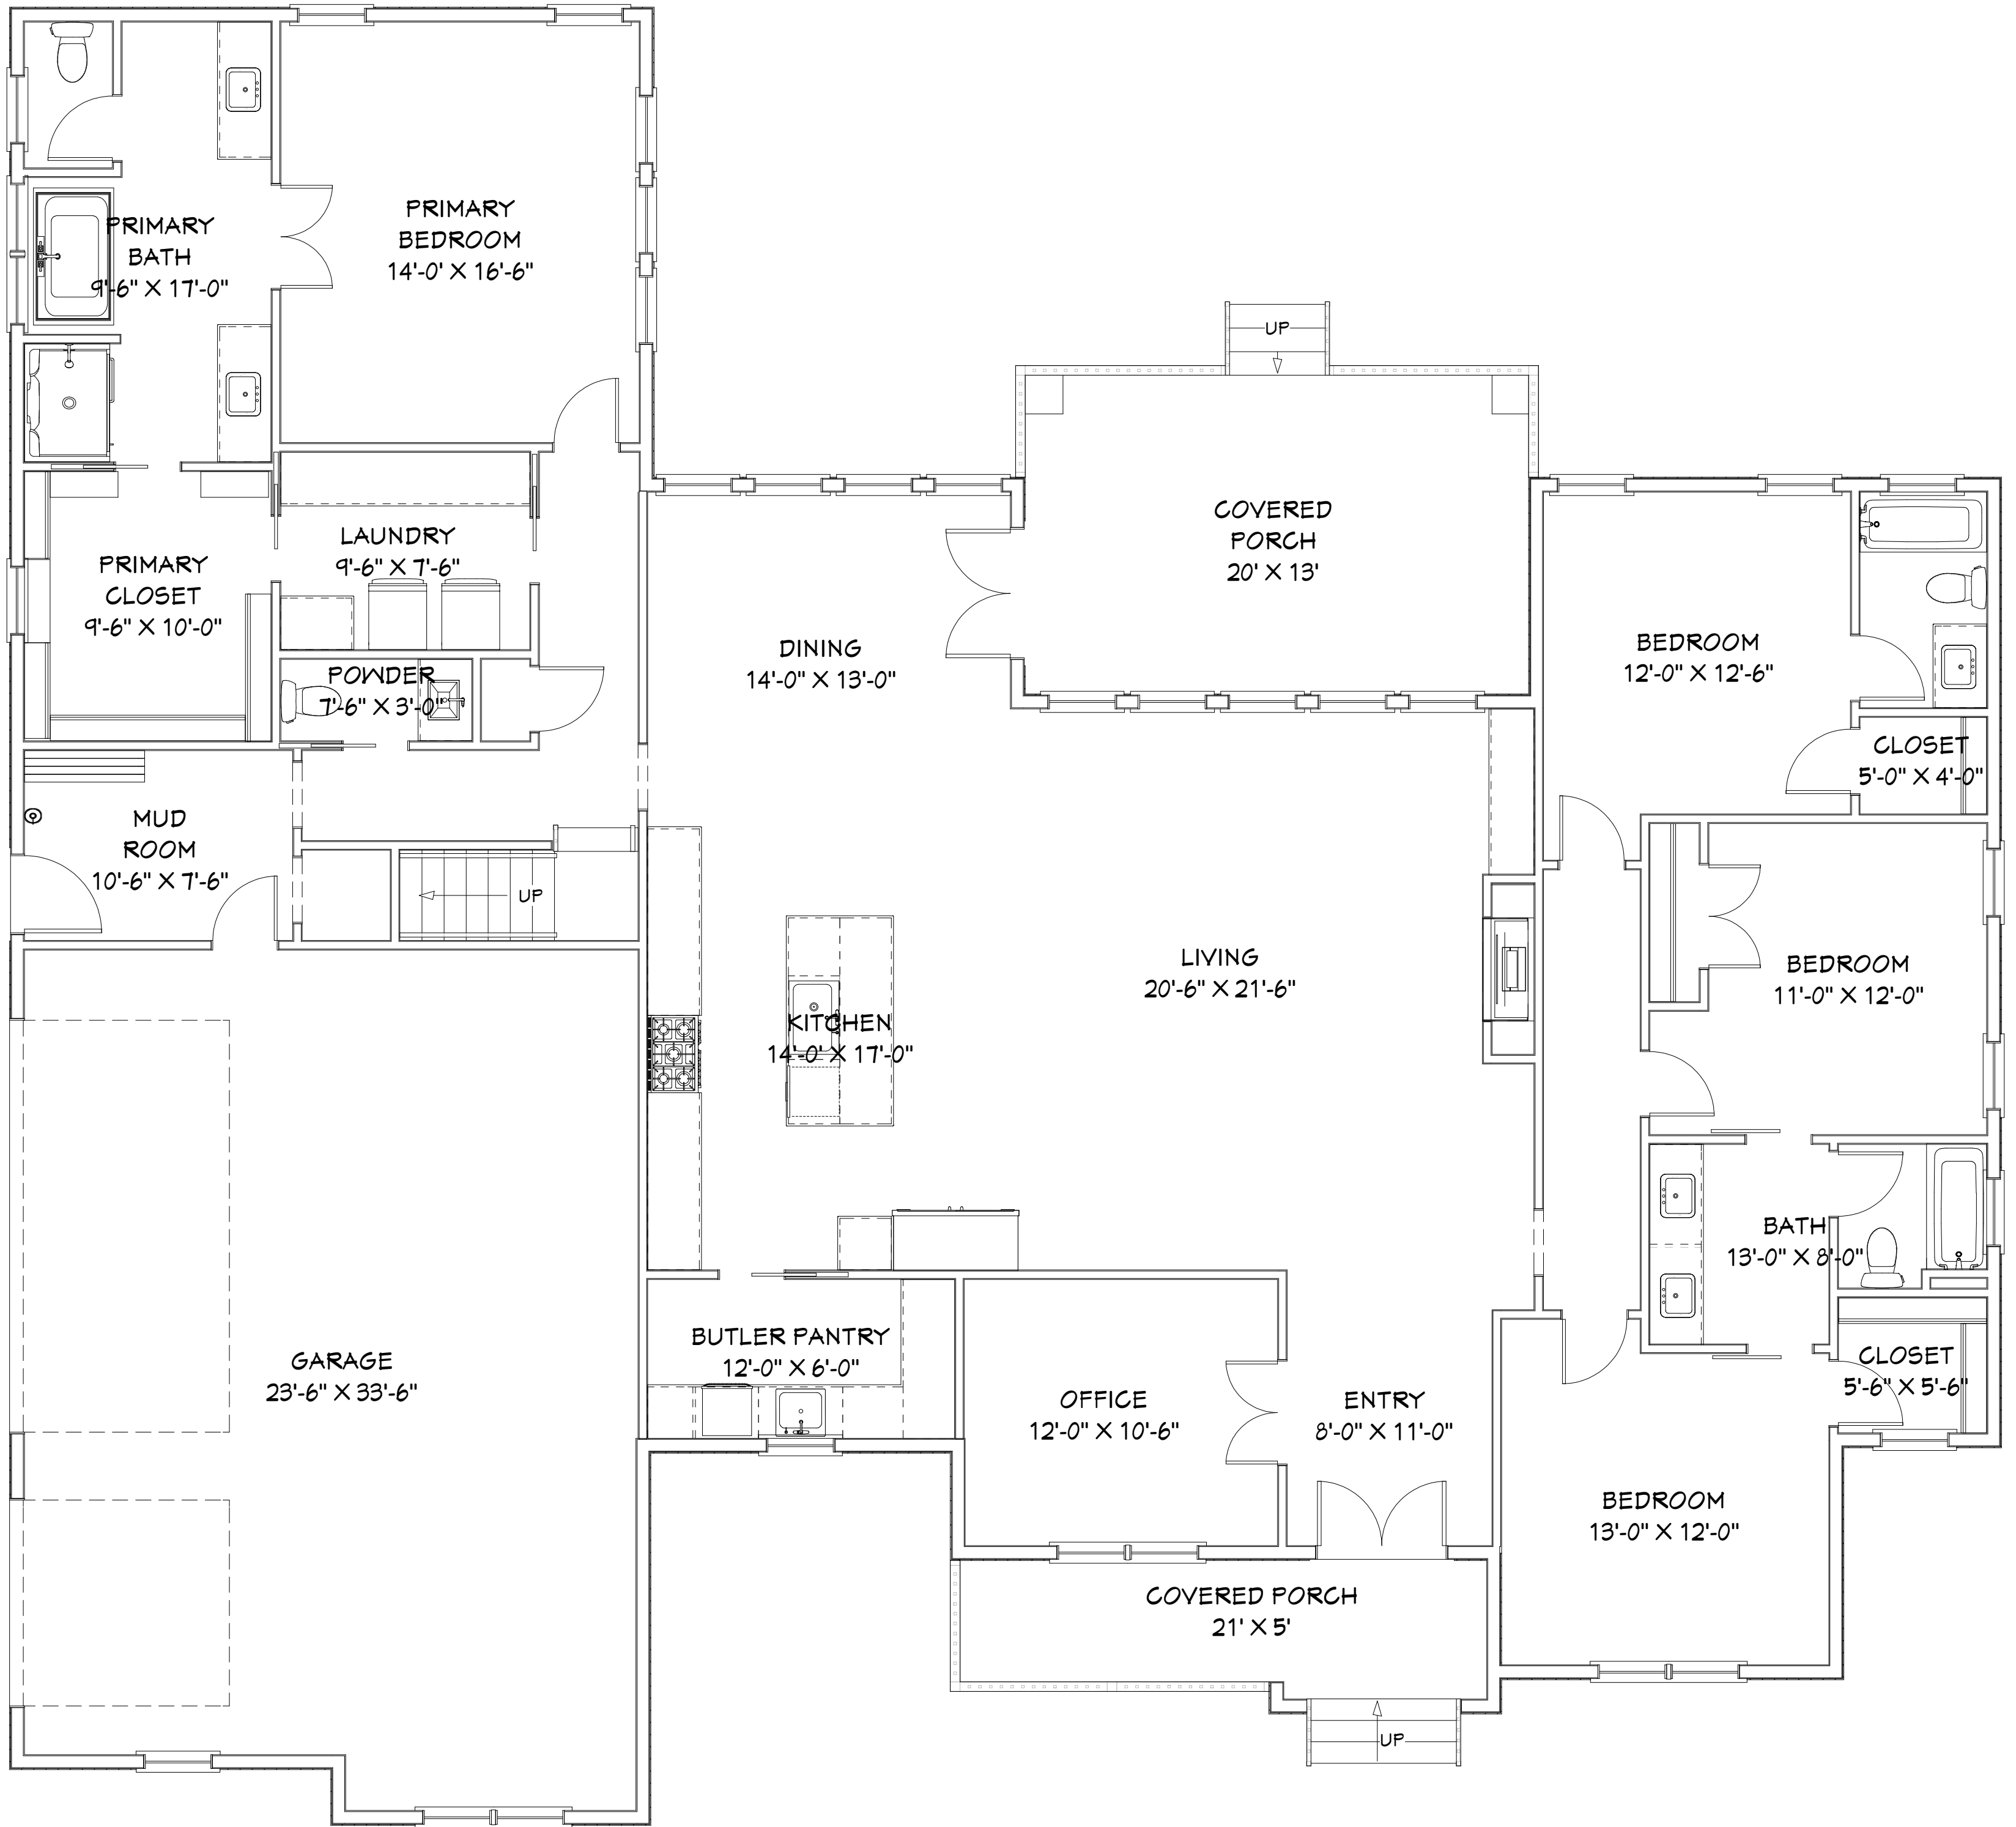 PRIMARY
BATH
9'-6" X 17'-0"
PRIMARY
BEDROOM
14'-0' X 16'-6"
UP
COVERED
PORCH
20' X 13'
LAUNDRY
9'-6" X 7'-6"
PRIMARY
CLOSET
9'-6" X 10'-0"
POWDER
7'-6" X 3'-0"
DINING
14'-0" X 13'-0"
BEDROOM
12'-0" X 12'-6"
CLOSET
5'-0" X 4'-0"
MUD
ROOM
10'-6" X 7'-6"
UP
LIVING
20'-6" X 21'-6"
BEDROOM
11'-0" X 12'-0"
KITCHEN
14'-0' X 17'-0"
BATH
13'-0" X 8'-0"
BUTLER PANTRY
12'-0" X 6'-0"
GARAGE
23'-6" X 33'-6"
OFFICE
12'-0" X 10'-6"
ENTRY
8'-0" X 11'-0"
CLOSET
5'-6" X 5'-6"
BEDROOM
13'-0" X 12'-0"
COVERED PORCH
21' X 5'
UP